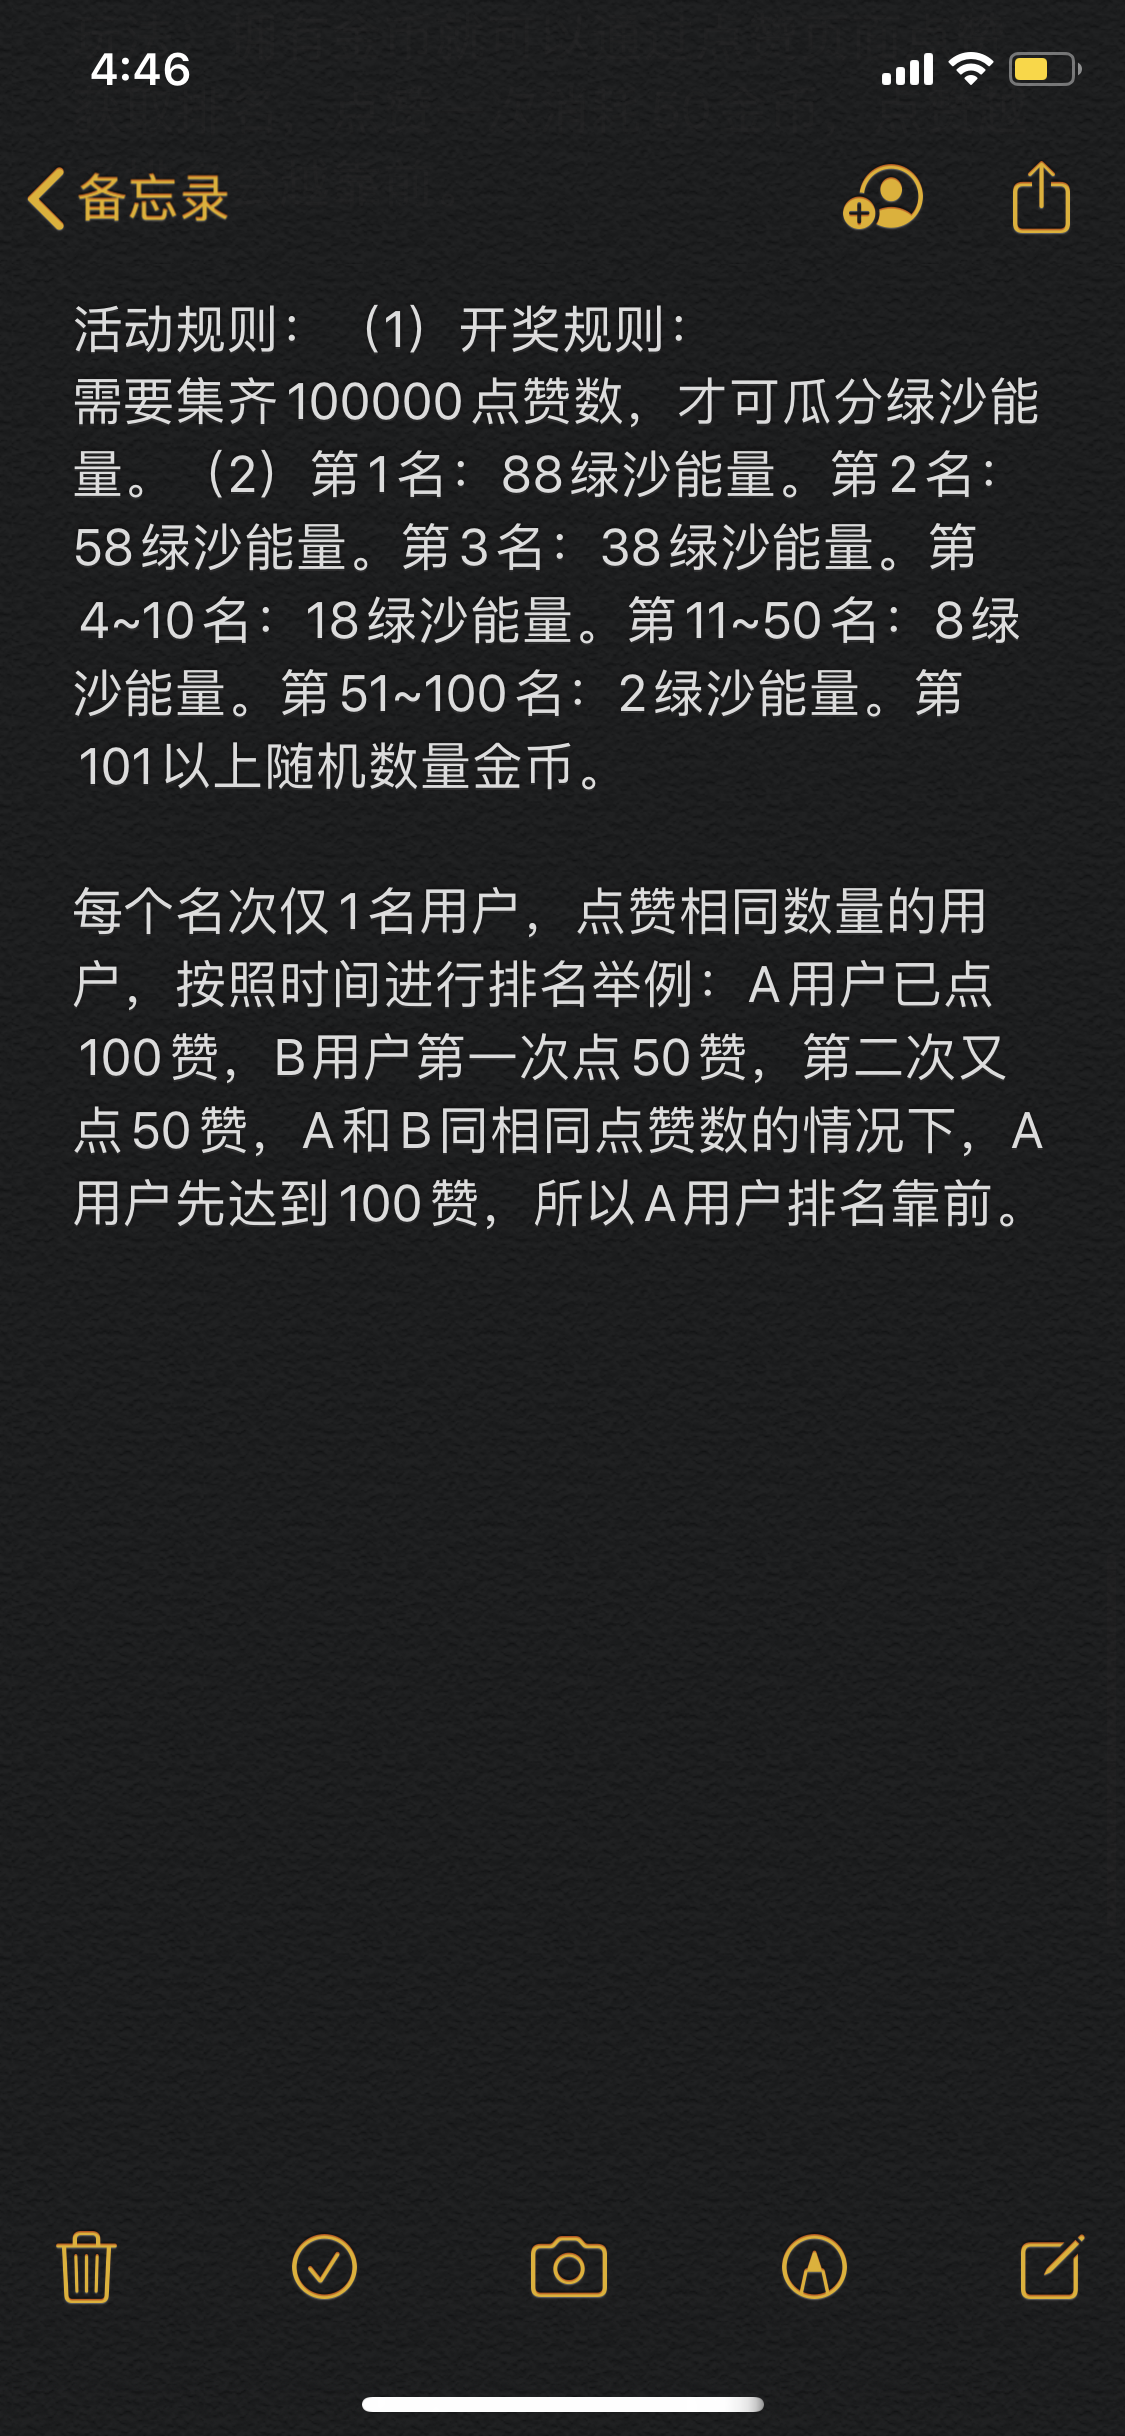 4:46
备忘录
活动规则：（1）开奖规则：
需要集齐100000点赞数，才可瓜分绿沙能
量。（2）第1名：88绿沙能量。第2名：
58绿沙能量。第3名：38绿沙能量。第
4~10名：18绿沙能量。第11~50名：8绿
沙能量。第51~100名：2绿沙能量。第
101以上随机数量金币。
每个名次仅1名用户，点赞相同数量的用
户，按照时间进行排名举例：A用户已点
100赞，B用户第一次点50赞，第二次又
点50赞，A和B同相同点赞数的情况下，A
用户先达到100赞，所以A用户排名靠前。